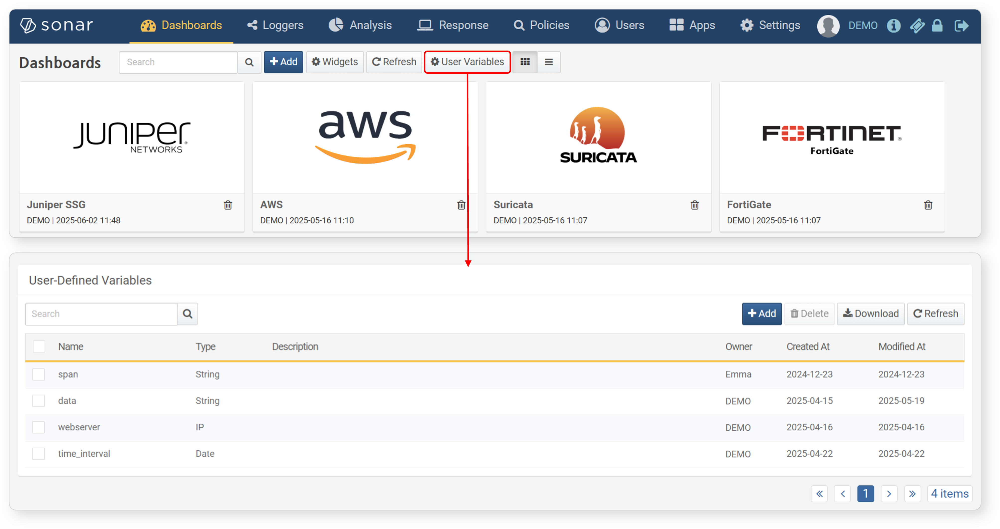 sonar Dashboards Loggers Analysis Response Policies Users Apps Settings DEMO
Dashboards Search Add Widgets Refresh User Variables
JUNIPEr®
NETWORKS
aws
SURICATA
FORTINET®
FortiGate
Juniper SSG
DEMO | 2025-06-02 11:48
AWS
DEMO | 2025-05-16 11:10
Suricata
DEMO | 2025-05-16 11:07
FortiGate
DEMO | 2025-05-16 11:07
User-Defined Variables
Search Add Delete Download Refresh
Name Type Description Owner Created At Modified At
span String Emma 2024-12-23 2024-12-23
data String DEMO 2025-04-15 2025-05-19
webserver IP DEMO 2025-04-16 2025-04-16
time_interval Date DEMO 2025-04-22 2025-04-22
« ‹ 1 › » 4 items